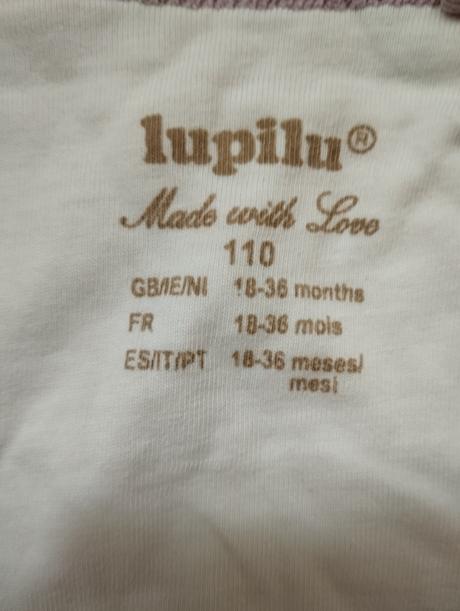 lupilu®
Made with Love
110
GB/IE/NI 18-36 months
FR 18-36 mois
ES/IT/PT 18-36 meses/
mesi